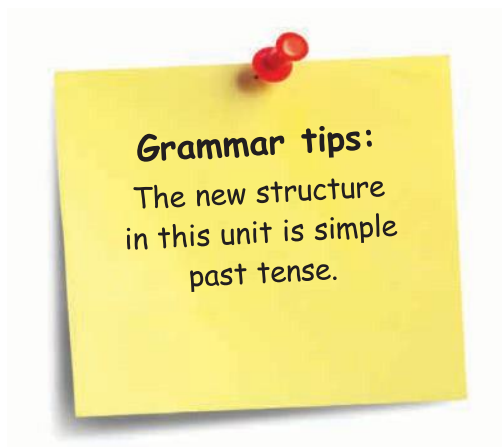 Grammar tips:
The new structure
in this unit is simple
past tense.